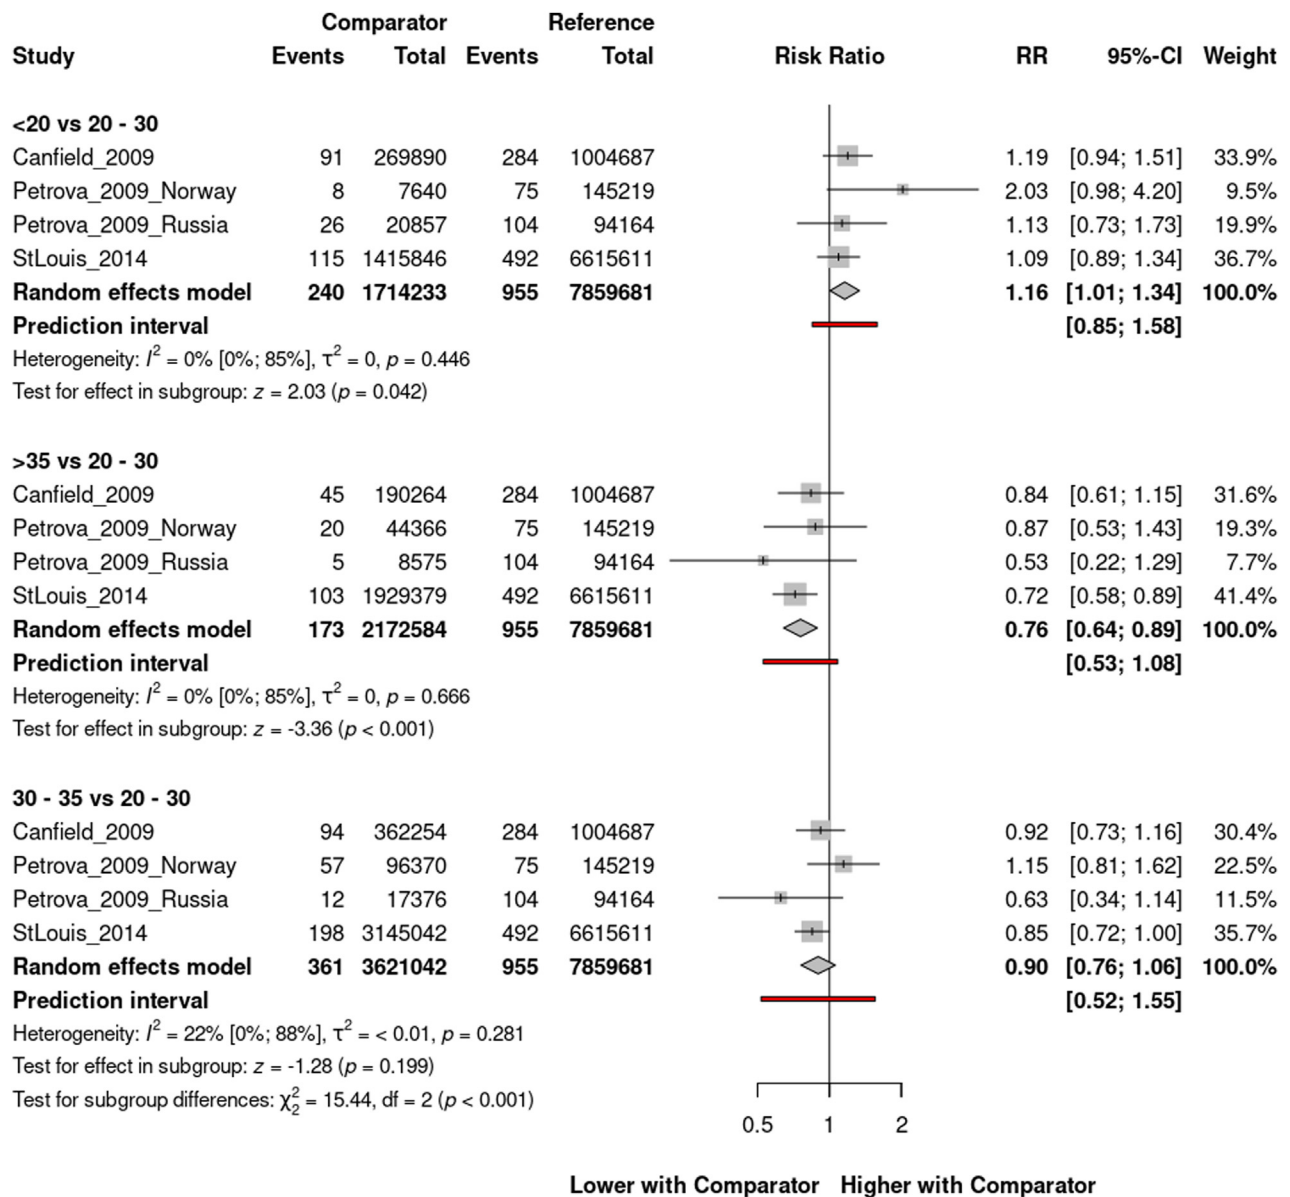 Comparator Reference
Study Events Total Events Total Risk Ratio RR 95%-CI Weight
<20 vs 20 - 30
Canfield_2009 91 269890 284 1004687 1.19 [0.94; 1.51] 33.9%
Petrova_2009_Norway 8 7640 75 145219 2.03 [0.98; 4.20] 9.5%
Petrova_2009_Russia 26 20857 104 94164 1.13 [0.73; 1.73] 19.9%
StLouis_2014 115 1415846 492 6615611 1.09 [0.89; 1.34] 36.7%
Random effects model 240 1714233 955 7859681 1.16 [1.01; 1.34] 100.0%
Prediction interval [0.85; 1.58]
Heterogeneity: I² = 0% [0%; 85%], τ² = 0, p = 0.446
Test for effect in subgroup: z = 2.03 (p = 0.042)
>35 vs 20 - 30
Canfield_2009 45 190264 284 1004687 0.84 [0.61; 1.15] 31.6%
Petrova_2009_Norway 20 44366 75 145219 0.87 [0.53; 1.43] 19.3%
Petrova_2009_Russia 5 8575 104 94164 0.53 [0.22; 1.29] 7.7%
StLouis_2014 103 1929379 492 6615611 0.72 [0.58; 0.89] 41.4%
Random effects model 173 2172584 955 7859681 0.76 [0.64; 0.89] 100.0%
Prediction interval [0.53; 1.08]
Heterogeneity: I² = 0% [0%; 85%], τ² = 0, p = 0.666
Test for effect in subgroup: z = -3.36 (p < 0.001)
30 - 35 vs 20 - 30
Canfield_2009 94 362254 284 1004687 0.92 [0.73; 1.16] 30.4%
Petrova_2009_Norway 57 96370 75 145219 1.15 [0.81; 1.62] 22.5%
Petrova_2009_Russia 12 17376 104 94164 0.63 [0.34; 1.14] 11.5%
StLouis_2014 198 3145042 492 6615611 0.85 [0.72; 1.00] 35.7%
Random effects model 361 3621042 955 7859681 0.90 [0.76; 1.06] 100.0%
Prediction interval [0.52; 1.55]
Heterogeneity: I² = 22% [0%; 88%], τ² = < 0.01, p = 0.281
Test for effect in subgroup: z = -1.28 (p = 0.199)
Test for subgroup differences: χ²₂ = 15.44, df = 2 (p < 0.001)
0.5 1 2
Lower with Comparator Higher with Comparator